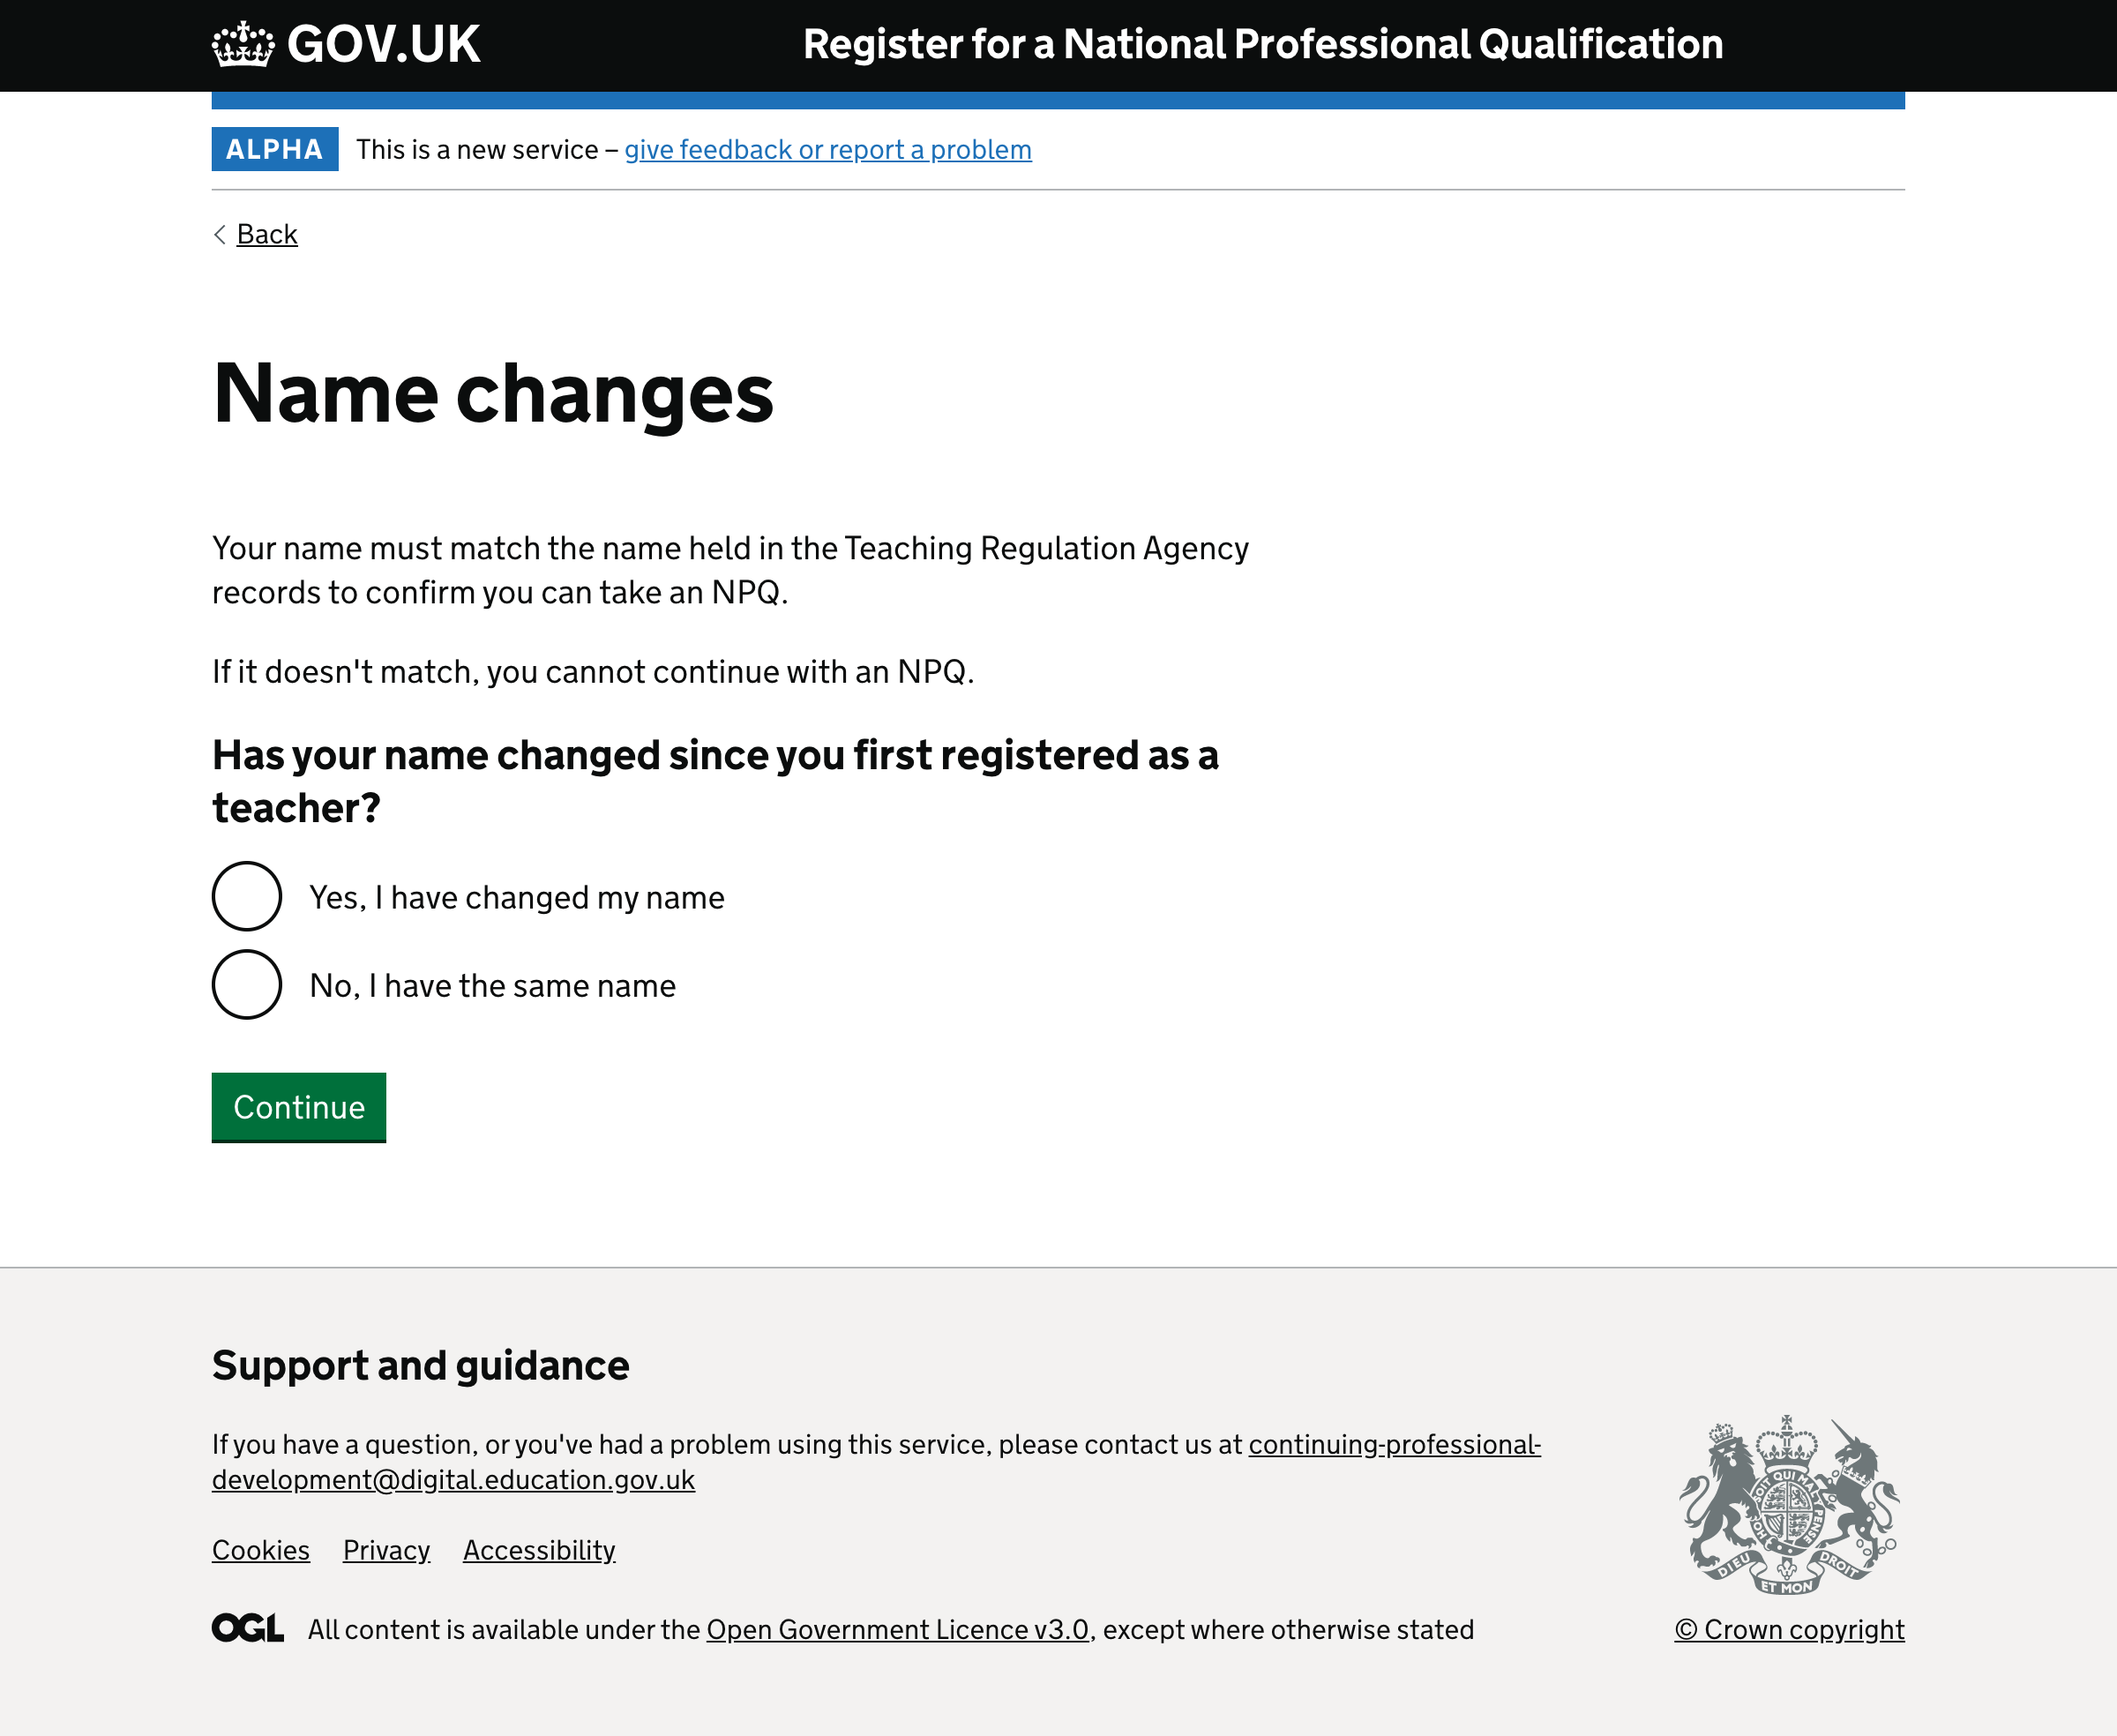 GOV.UK
Register for a National Professional Qualification
ALPHA This is a new service – give feedback or report a problem
Back
Name changes
Your name must match the name held in the Teaching Regulation Agency
records to confirm you can take an NPQ.
If it doesn't match, you cannot continue with an NPQ.
Has your name changed since you first registered as a
teacher?
Yes, I have changed my name
No, I have the same name
Continue
Support and guidance
If you have a question, or you've had a problem using this service, please contact us at continuing-professional-
development@digital.education.gov.uk
Cookies Privacy Accessibility
OGL All content is available under the Open Government Licence v3.0, except where otherwise stated
HONI SOIT QUI MAL Y PENSE
DIEU ET MON DROIT
© Crown copyright